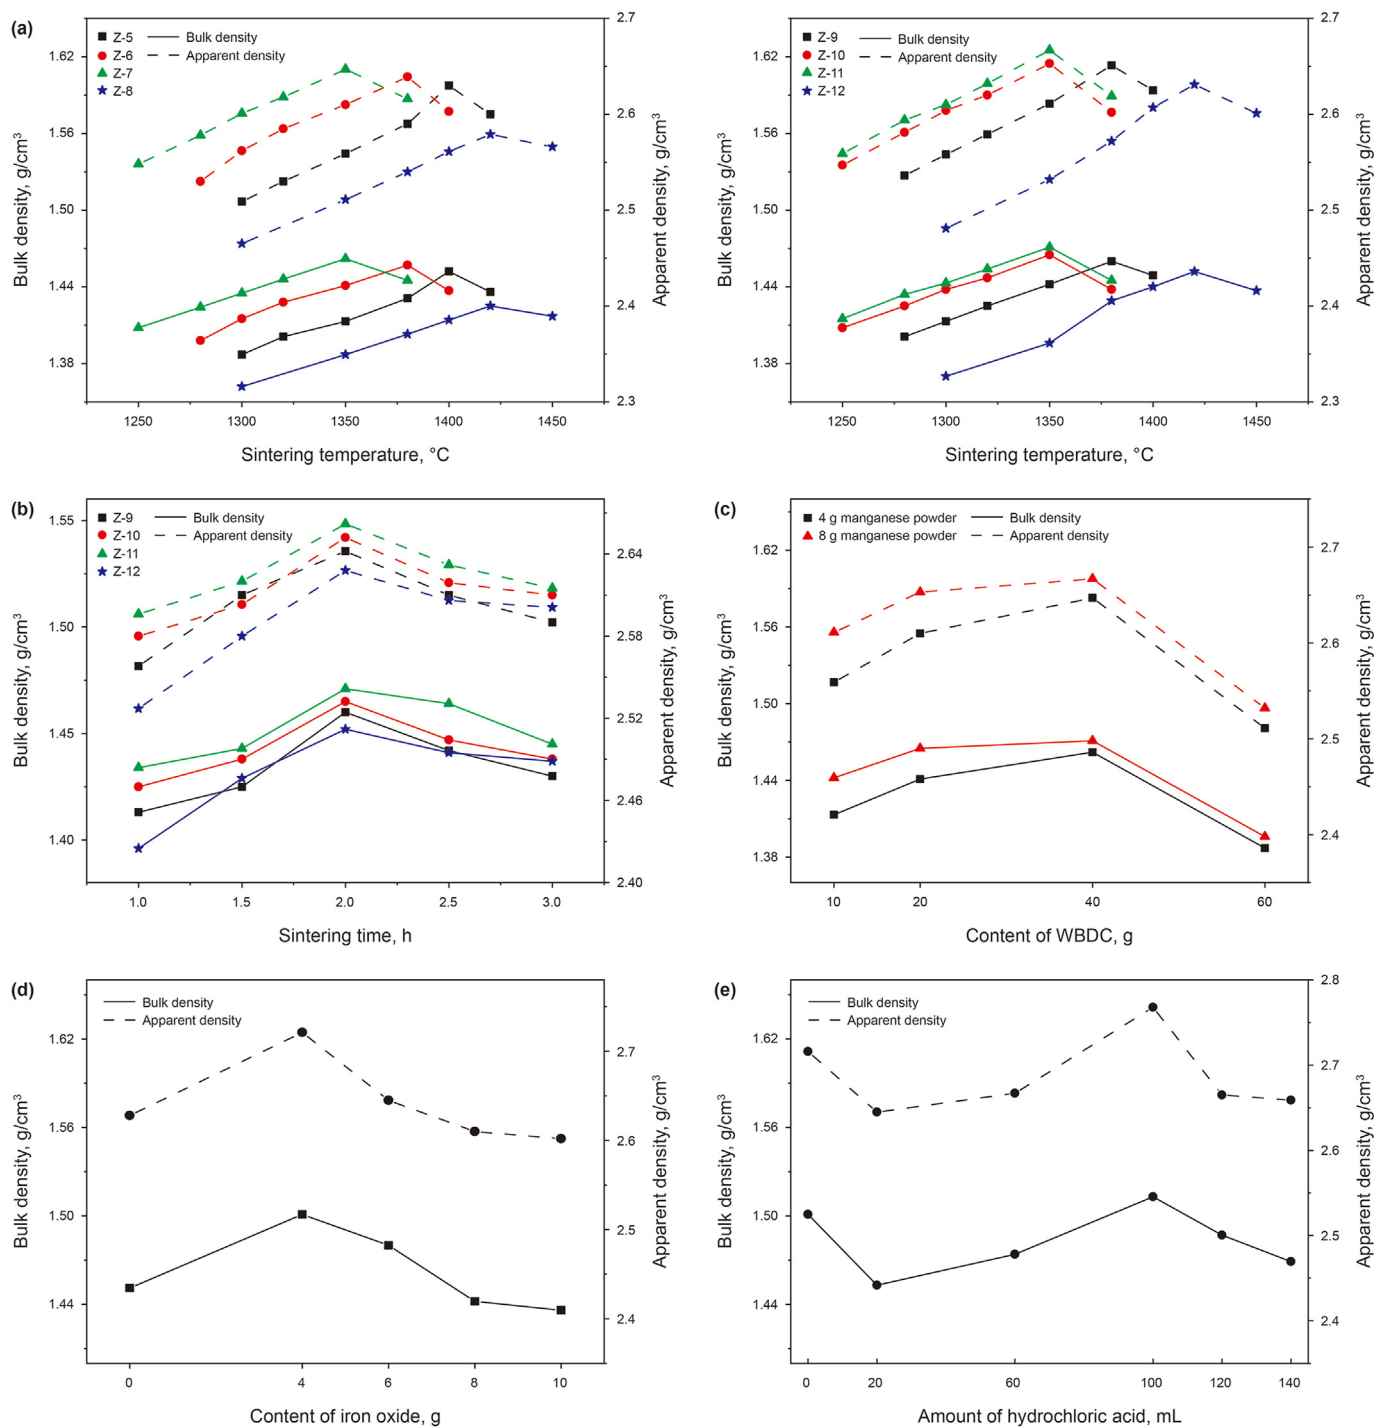 (a)
Z-5
Bulk density
Z-6
Apparent density
Z-7
Z-8
1.62
1.56
1.50
1.44
1.38
2.7
2.6
2.5
2.4
2.3
1250
1300
1350
1400
1450
Bulk density, g/cm³
Apparent density, g/cm³
Sintering temperature, °C
Z-9
Bulk density
Z-10
Apparent density
Z-11
Z-12
1.62
1.56
1.50
1.44
1.38
2.7
2.6
2.5
2.4
2.3
1250
1300
1350
1400
1450
Bulk density, g/cm³
Apparent density, g/cm³
Sintering temperature, °C
(b)
Z-9
Bulk density
Z-10
Apparent density
Z-11
Z-12
1.55
1.50
1.45
1.40
2.64
2.58
2.52
2.46
2.40
1.0
1.5
2.0
2.5
3.0
Bulk density, g/cm³
Apparent density, g/cm³
Sintering time, h
(c)
4 g manganese powder
Bulk density
8 g manganese powder
Apparent density
1.62
1.56
1.50
1.44
1.38
2.7
2.6
2.5
2.4
10
20
40
60
Bulk density, g/cm³
Apparent density, g/cm³
Content of WBDC, g
(d)
Bulk density
Apparent density
1.62
1.56
1.50
1.44
2.7
2.6
2.5
2.4
0
4
6
8
10
Bulk density, g/cm³
Apparent density, g/cm³
Content of iron oxide, g
(e)
Bulk density
Apparent density
1.62
1.56
1.50
1.44
2.8
2.7
2.6
2.5
2.4
0
20
60
100
120
140
Bulk density, g/cm³
Apparent density, g/cm³
Amount of hydrochloric acid, mL